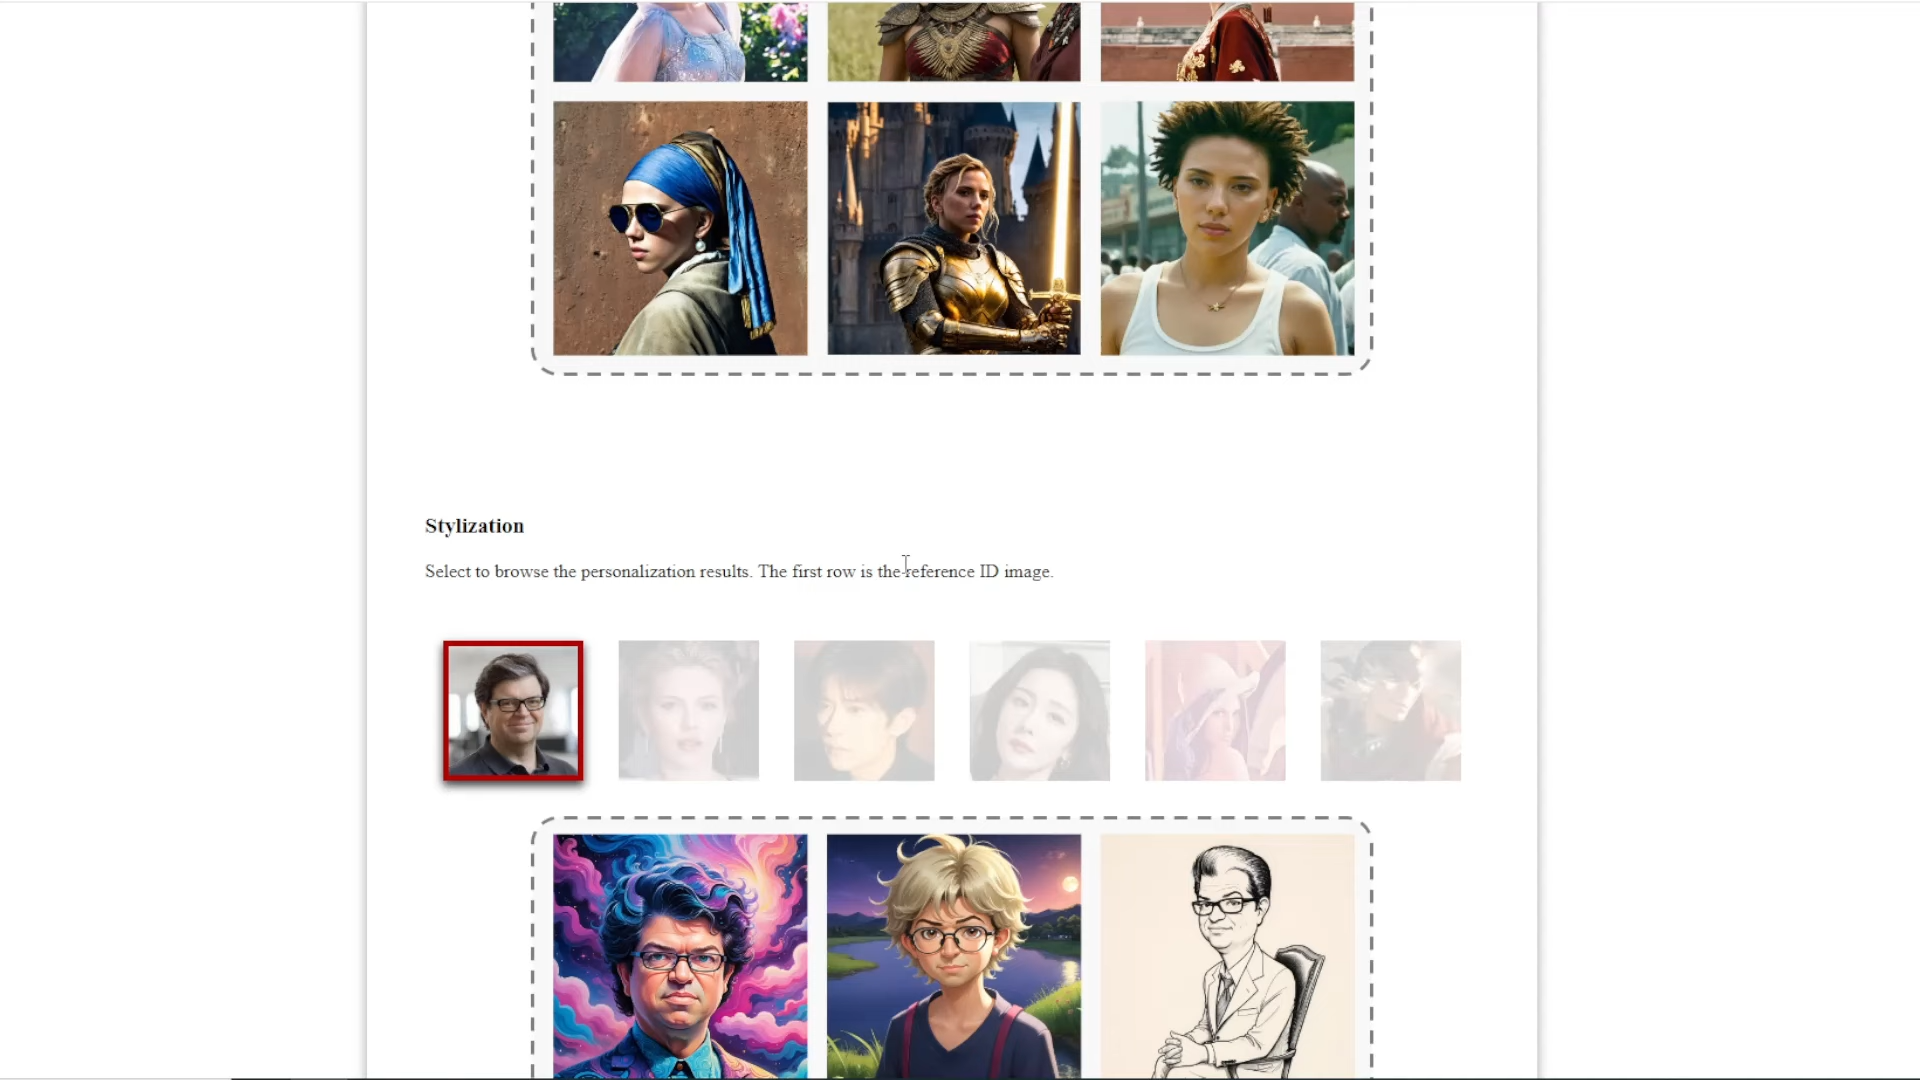 Stylization
Select to browse the personalization results. The first row is the reference ID image.